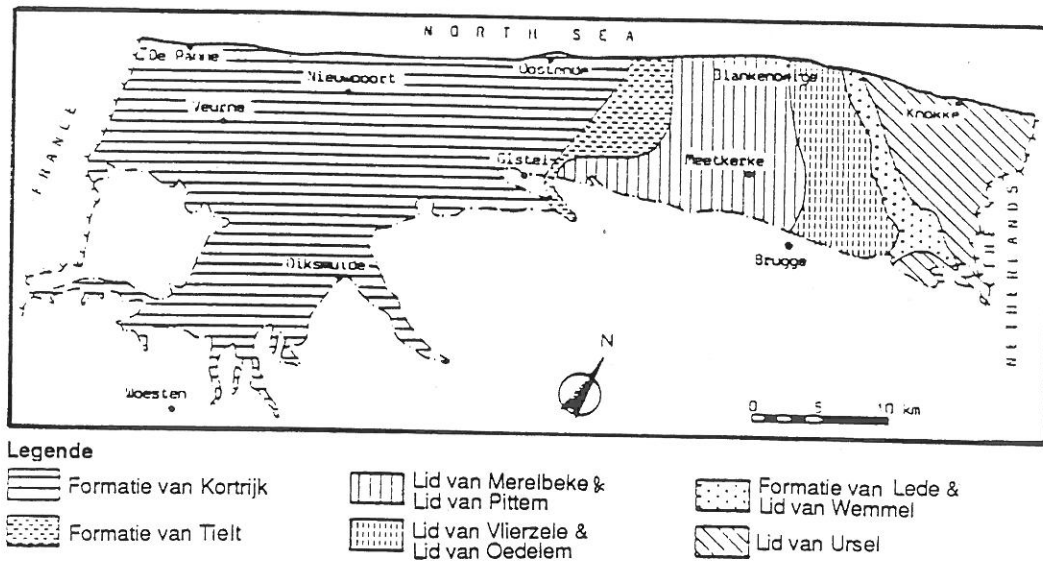 NORTH SEA
De Panne
Oostende
Nieuwpoort
Blankenberge
Veurne
Knokke
FRANCE
Gistel
Meetkerke
THE NETHERLANDS
Brugge
Diksmuide
N
Woesten
0 5 10 km
Legende
Formatie van Kortrijk
Formatie van Tielt
Lid van Merelbeke &
Lid van Pittem
Lid van Vlierzele &
Lid van Oedelem
Formatie van Lede &
Lid van Wemmel
Lid van Ursel